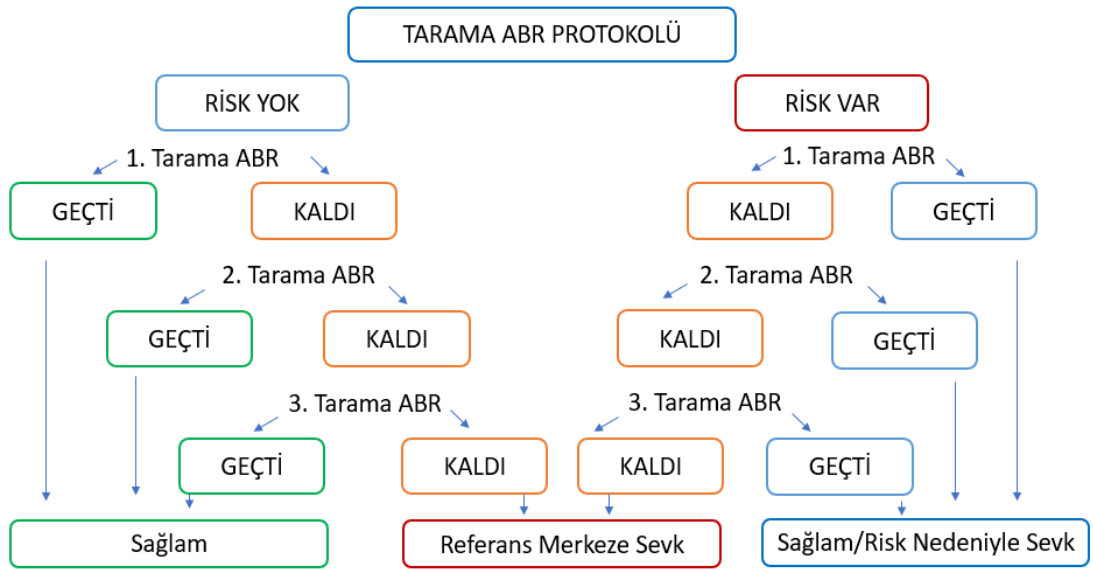 TARAMA ABR PROTOKOLÜ
RİSK YOK
RİSK VAR
1. Tarama ABR
1. Tarama ABR
GEÇTİ
KALDI
KALDI
GEÇTİ
2. Tarama ABR
2. Tarama ABR
GEÇTİ
KALDI
KALDI
GEÇTİ
3. Tarama ABR
3. Tarama ABR
GEÇTİ
KALDI
KALDI
GEÇTİ
Sağlam
Referans Merkeze Sevk
Sağlam/Risk Nedeniyle Sevk